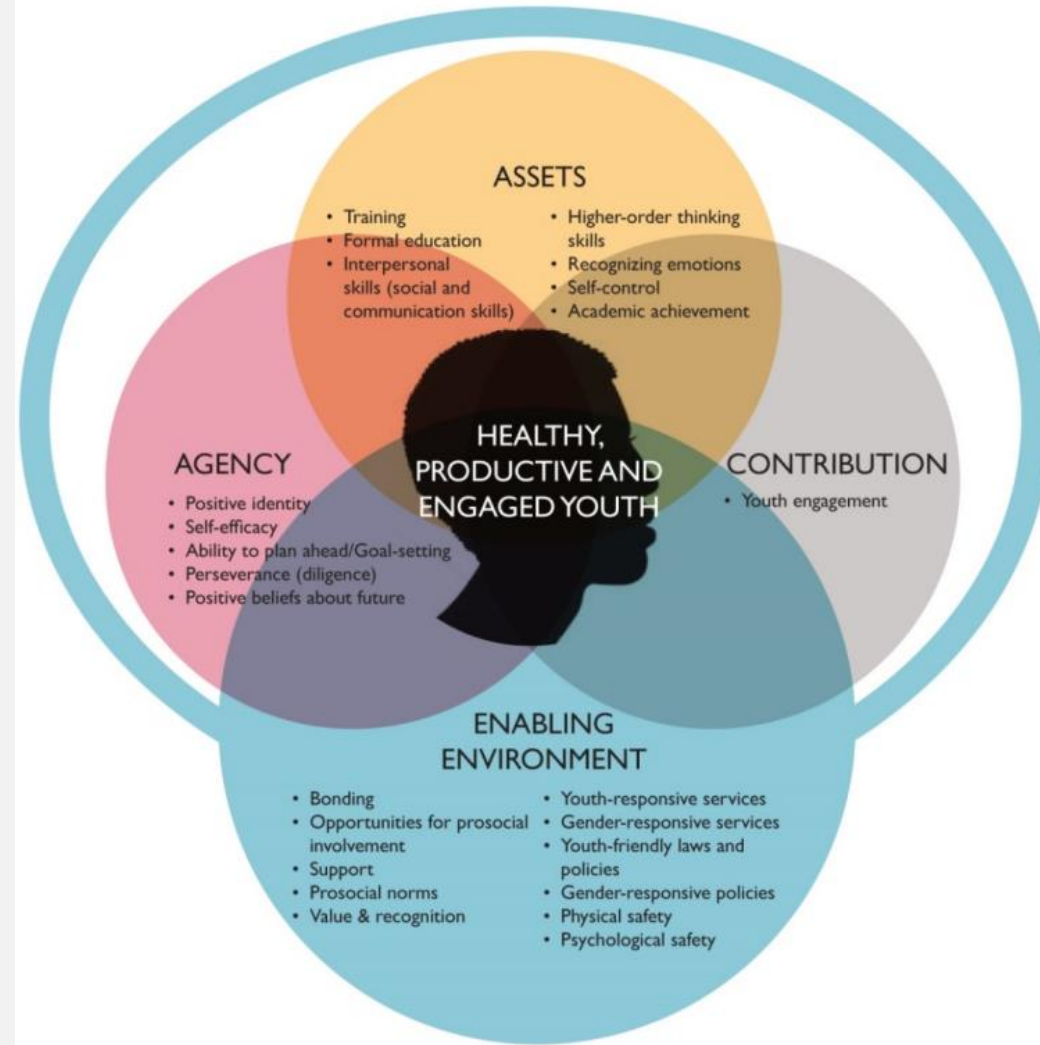 ASSETS
• Training
• Formal education
• Interpersonal
skills (social and
communication skills)
• Higher-order thinking
skills
• Recognizing emotions
• Self-control
• Academic achievement
AGENCY
• Positive identity
• Self-efficacy
• Ability to plan ahead/Goal-setting
• Perseverance (diligence)
• Positive beliefs about future
HEALTHY,
PRODUCTIVE AND
ENGAGED YOUTH
CONTRIBUTION
• Youth engagement
ENABLING
ENVIRONMENT
• Bonding
• Opportunities for prosocial
involvement
• Support
• Prosocial norms
• Value & recognition
• Youth-responsive services
• Gender-responsive services
• Youth-friendly laws and
policies
• Gender-responsive policies
• Physical safety
• Psychological safety